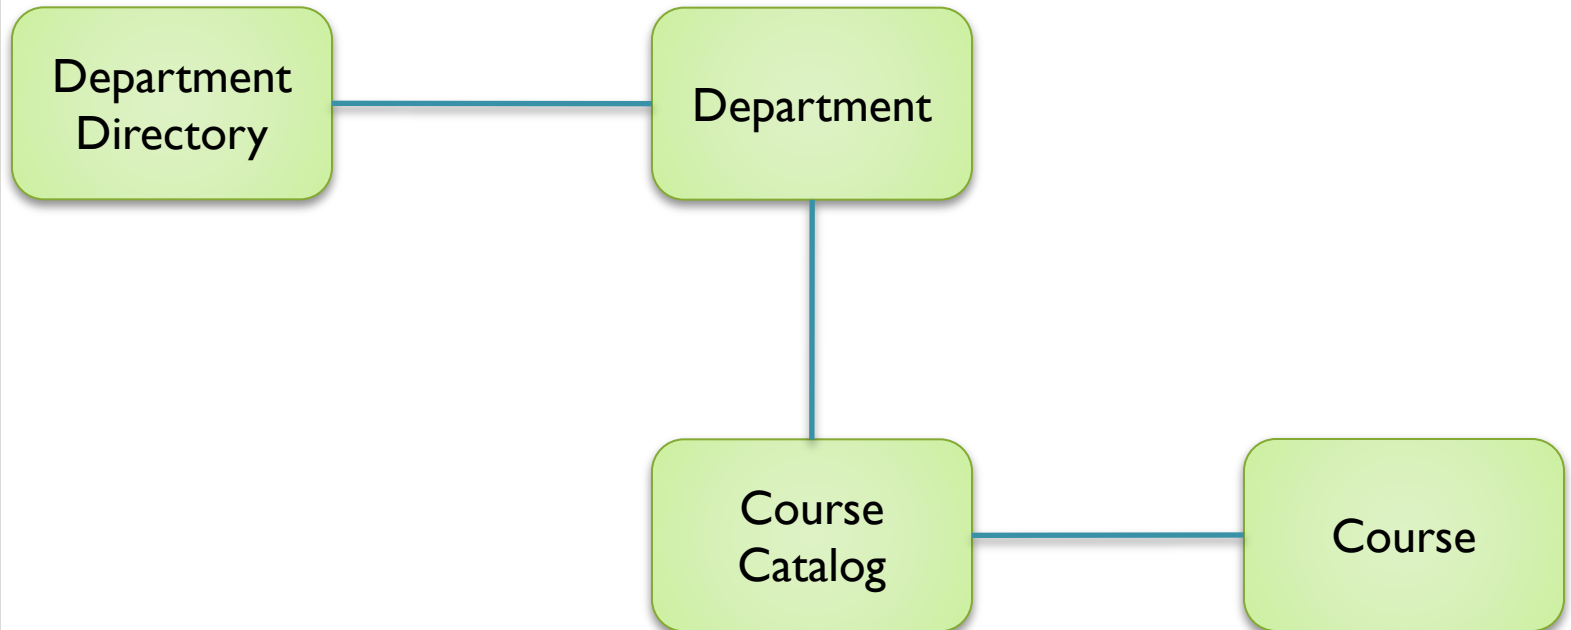 Department
Directory
Department
Course
Catalog
Course